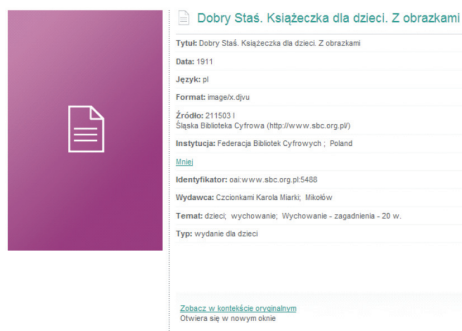 Dobry Staś. Książeczka dla dzieci. Z obrazkami
Tytuł: Dobry Staś. Książeczka dla dzieci. Z obrazkami
Data: 1911
Język: pl
Format: image/x.djvu
Źródło: 211503 I
Śląska Biblioteka Cyfrowa (http://www.sbc.org.pl/)
Instytucja: Federacja Bibliotek Cyfrowych ; Poland
Mniej
Identyfikator: oai:www.sbc.org.pl:5488
Wydawca: Czcionkami Karola Miarki; Mikołów
Temat: dzieci; wychowanie; Wychowanie - zagadnienia - 20 w.
Typ: wydanie dla dzieci
Zobacz w kontekście oryginalnym
Otwiera się w nowym oknie